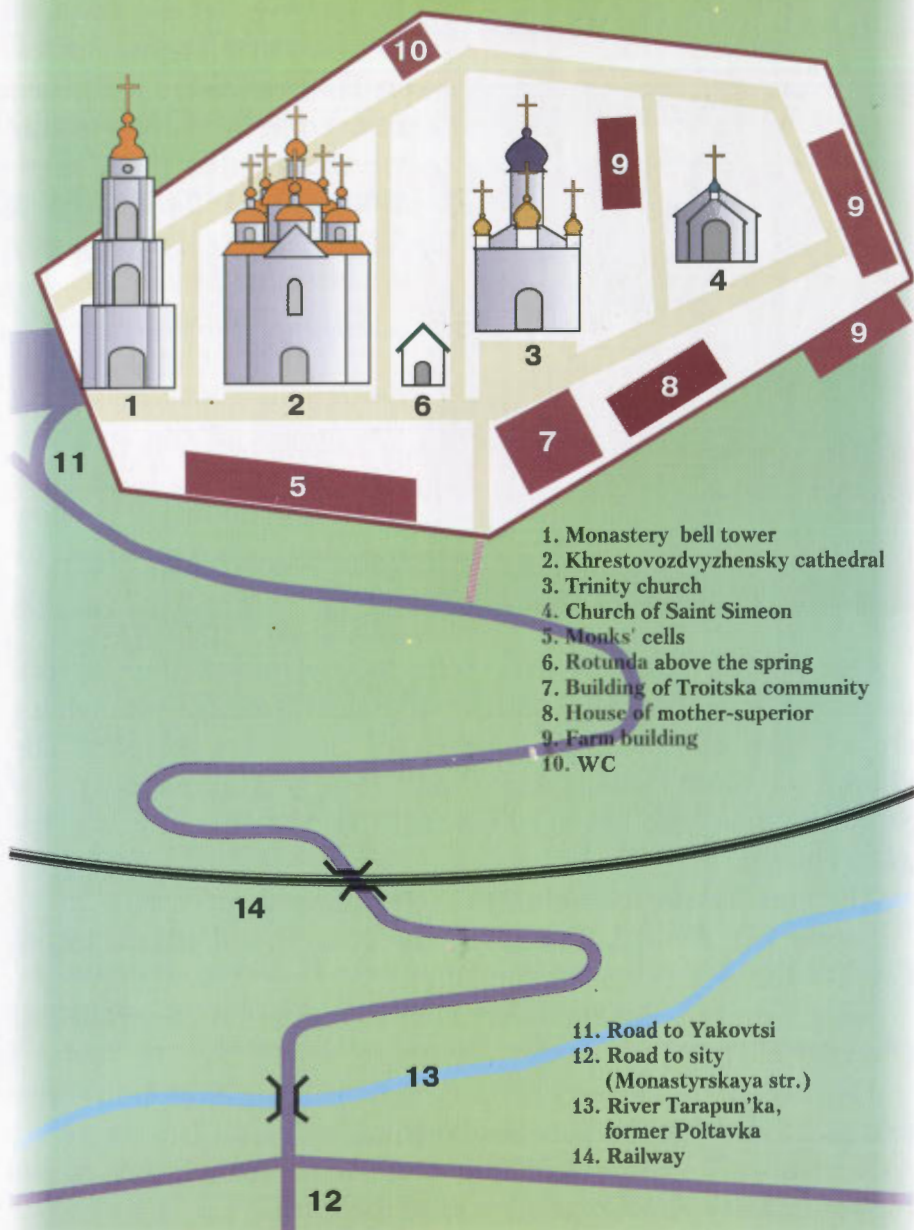 10
9
9
4
3
9
1
2
6
8
7
11
5
1. Monastery bell tower
2. Khrestovozdvyzhensky cathedral
3. Trinity church
4. Church of Saint Simeon
5. Monks' cells
6. Rotunda above the spring
7. Building of Troitska community
8. House of mother-superior
9. Farm building
10. WC
14
13
11. Road to Yakovtsi
12. Road to sity
(Monastyrskaya str.)
13. River Tarapun'ka,
former Poltavka
14. Railway
12